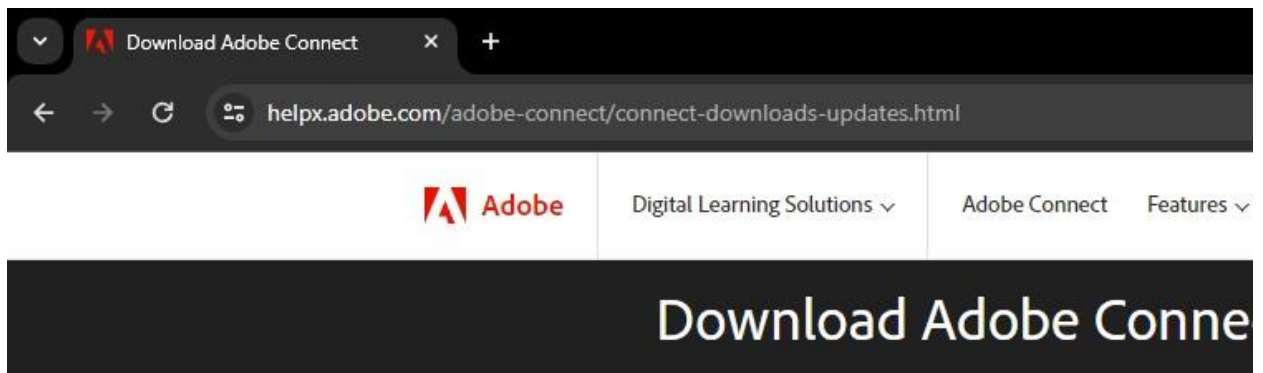 Download Adobe Connect
helpx.adobe.com/adobe-connect/connect-downloads-updates.html
Adobe Digital Learning Solutions Adobe Connect Features
Download Adobe Conne